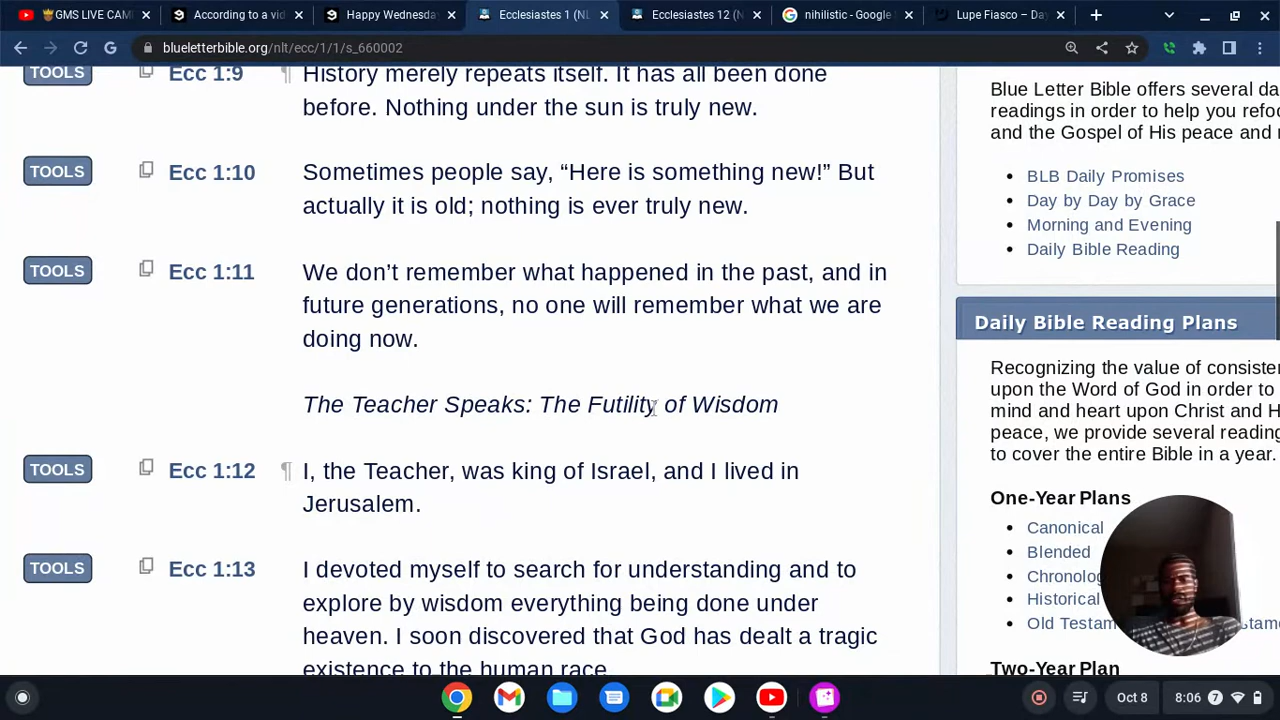 GMS LIVE CAM
According to a vid
Happy Wednesda
Ecclesiastes 1 (NL
Ecclesiastes 12 (N
nihilistic - Google
Lupe Fiasco – Da
blueletterbible.org/nlt/ecc/1/1/s_660002
TOOLS
Ecc 1:9
¶ History merely repeats itself. It has all been done
before. Nothing under the sun is truly new.
TOOLS
Ecc 1:10
Sometimes people say, “Here is something new!” But
actually it is old; nothing is ever truly new.
TOOLS
Ecc 1:11
We don’t remember what happened in the past, and in
future generations, no one will remember what we are
doing now.
The Teacher Speaks: The Futility of Wisdom
TOOLS
Ecc 1:12
¶ I, the Teacher, was king of Israel, and I lived in
Jerusalem.
TOOLS
Ecc 1:13
I devoted myself to search for understanding and to
explore by wisdom everything being done under
heaven. I soon discovered that God has dealt a tragic
existence to the human race.
Blue Letter Bible offers several da
readings in order to help you refoc
and the Gospel of His peace and
BLB Daily Promises
Day by Day by Grace
Morning and Evening
Daily Bible Reading
Daily Bible Reading Plans
Recognizing the value of consiste
upon the Word of God in order to
mind and heart upon Christ and H
peace, we provide several reading
to cover the entire Bible in a year.
One-Year Plans
Canonical
Blended
Chronolog
Historical
Old Testam
Two-Year Plan
Oct 8
8:06
7